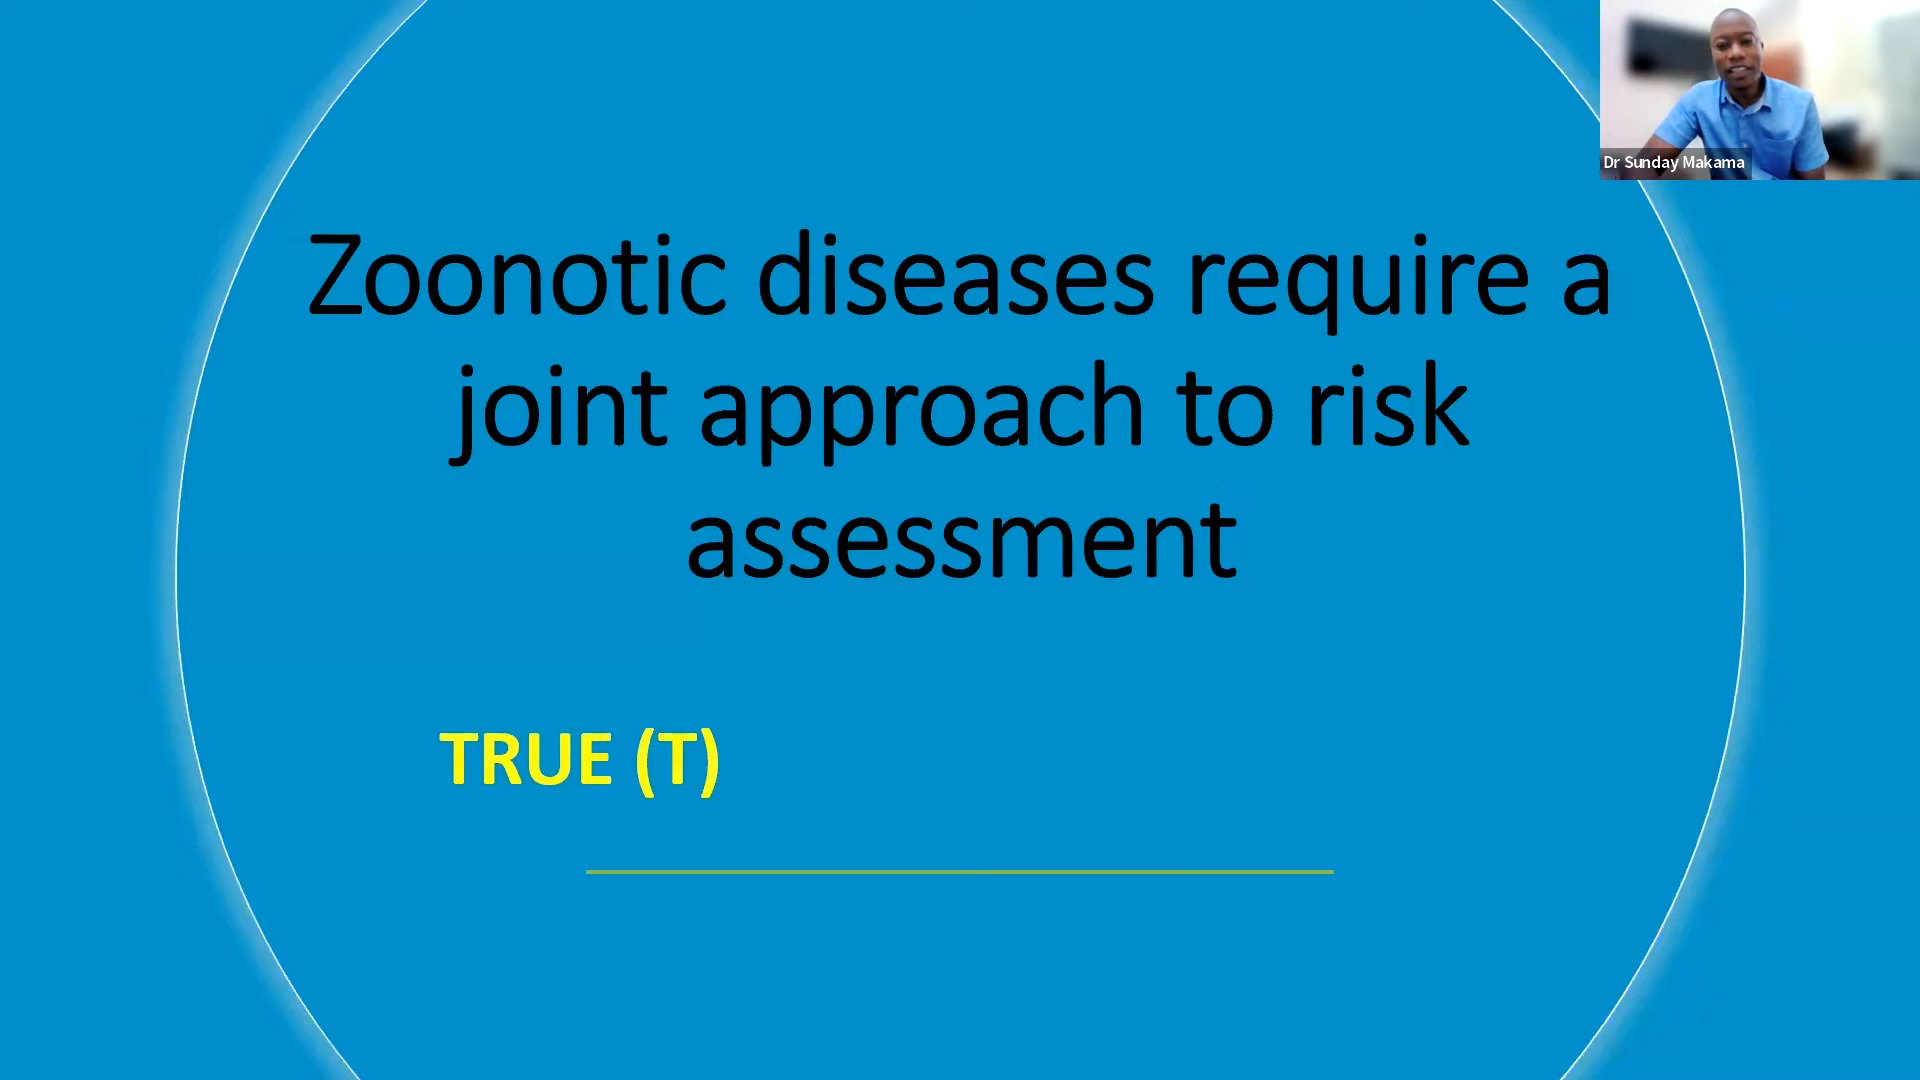 Dr Sunday Makama
Zoonotic diseases require a
joint approach to risk
assessment
TRUE (T)